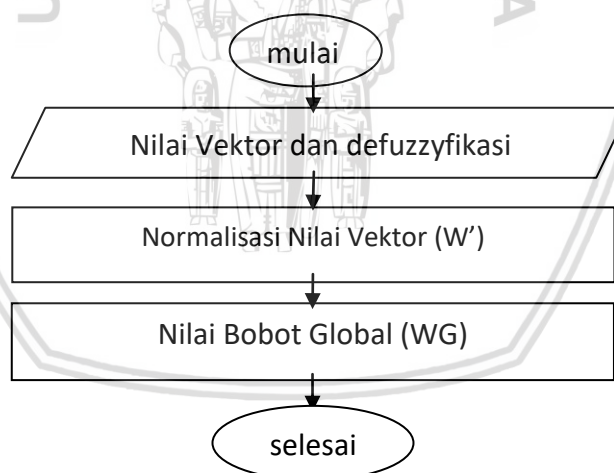 mulai
Nilai Vektor dan defuzzyfikasi
Normalisasi Nilai Vektor (W’)
Nilai Bobot Global (WG)
selesai